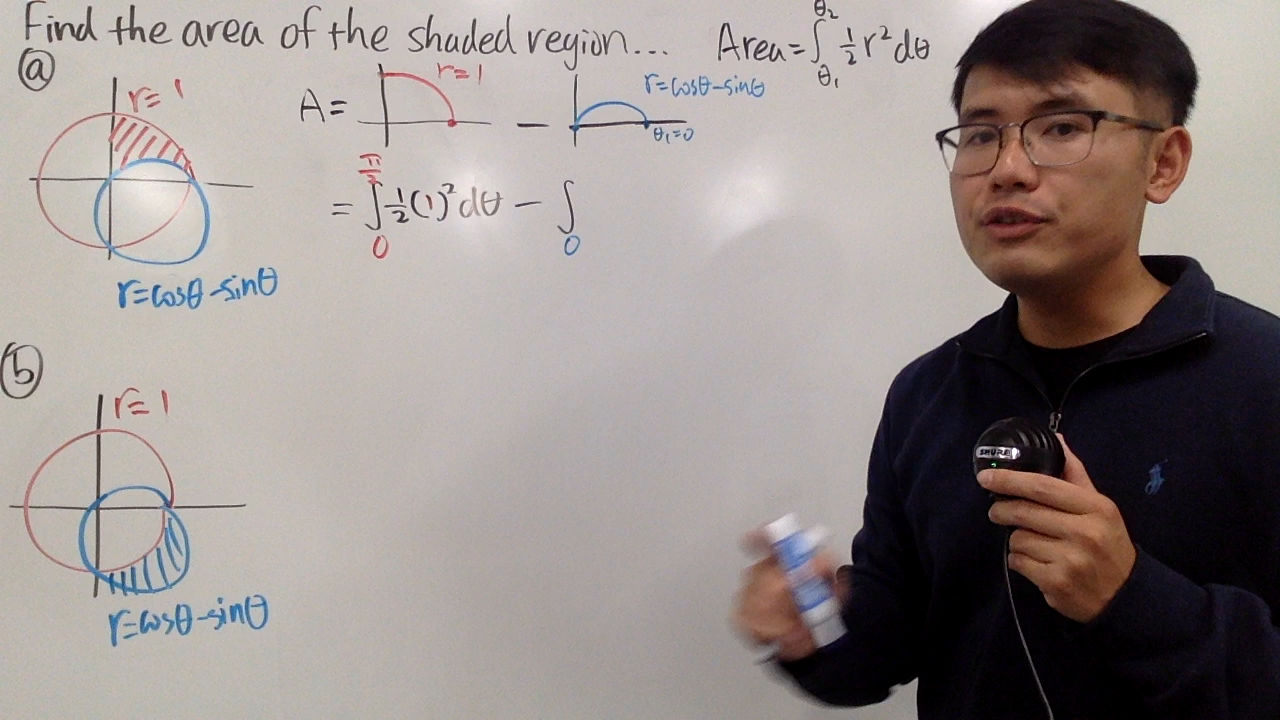 Find the area of the shaded region... Area = ∫_{θ₁}^{θ₂} ½ r² dθ
ⓐ
r=1
A = r=1 − r=cosθ-sinθ
θ₁=0
= ∫_0^{π/2} ½(1)² dθ − ∫_0
r=cosθ-sinθ
ⓑ
r=1
SHURE
r=cosθ-sinθ